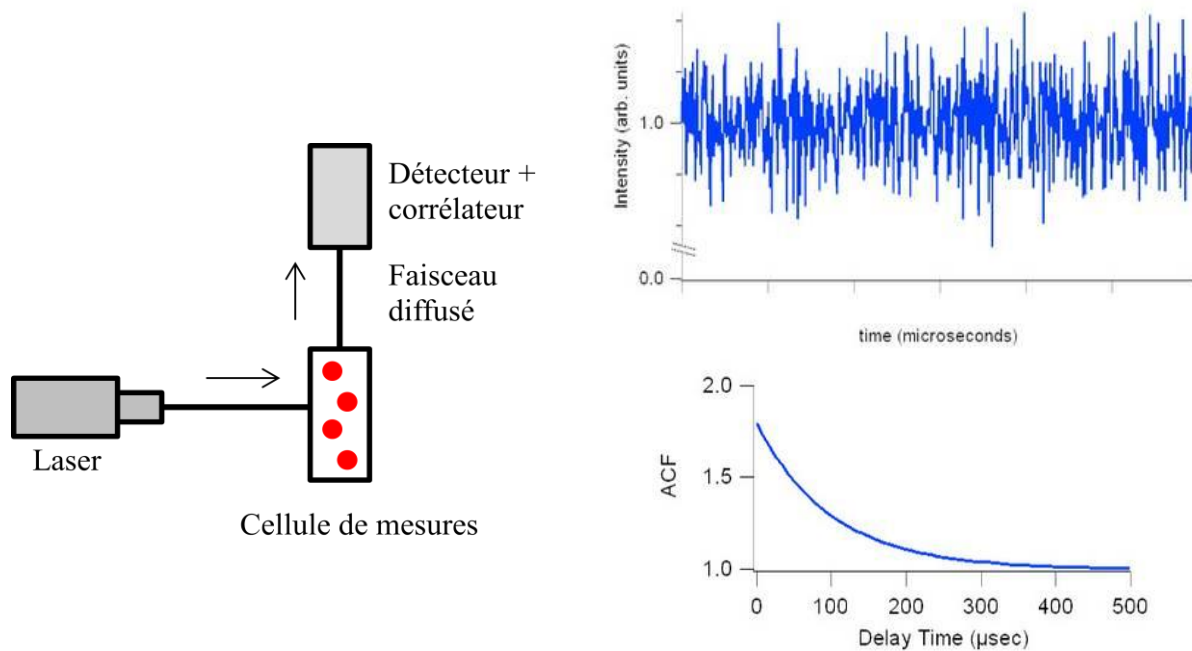 Détecteur +
corrélateur
Faisceau
diffusé
Laser
Cellule de mesures
Intensity (arb. units)
1.0
0.0
time (microseconds)
ACF
2.0
1.5
1.0
0 100 200 300 400 500
Delay Time (µsec)